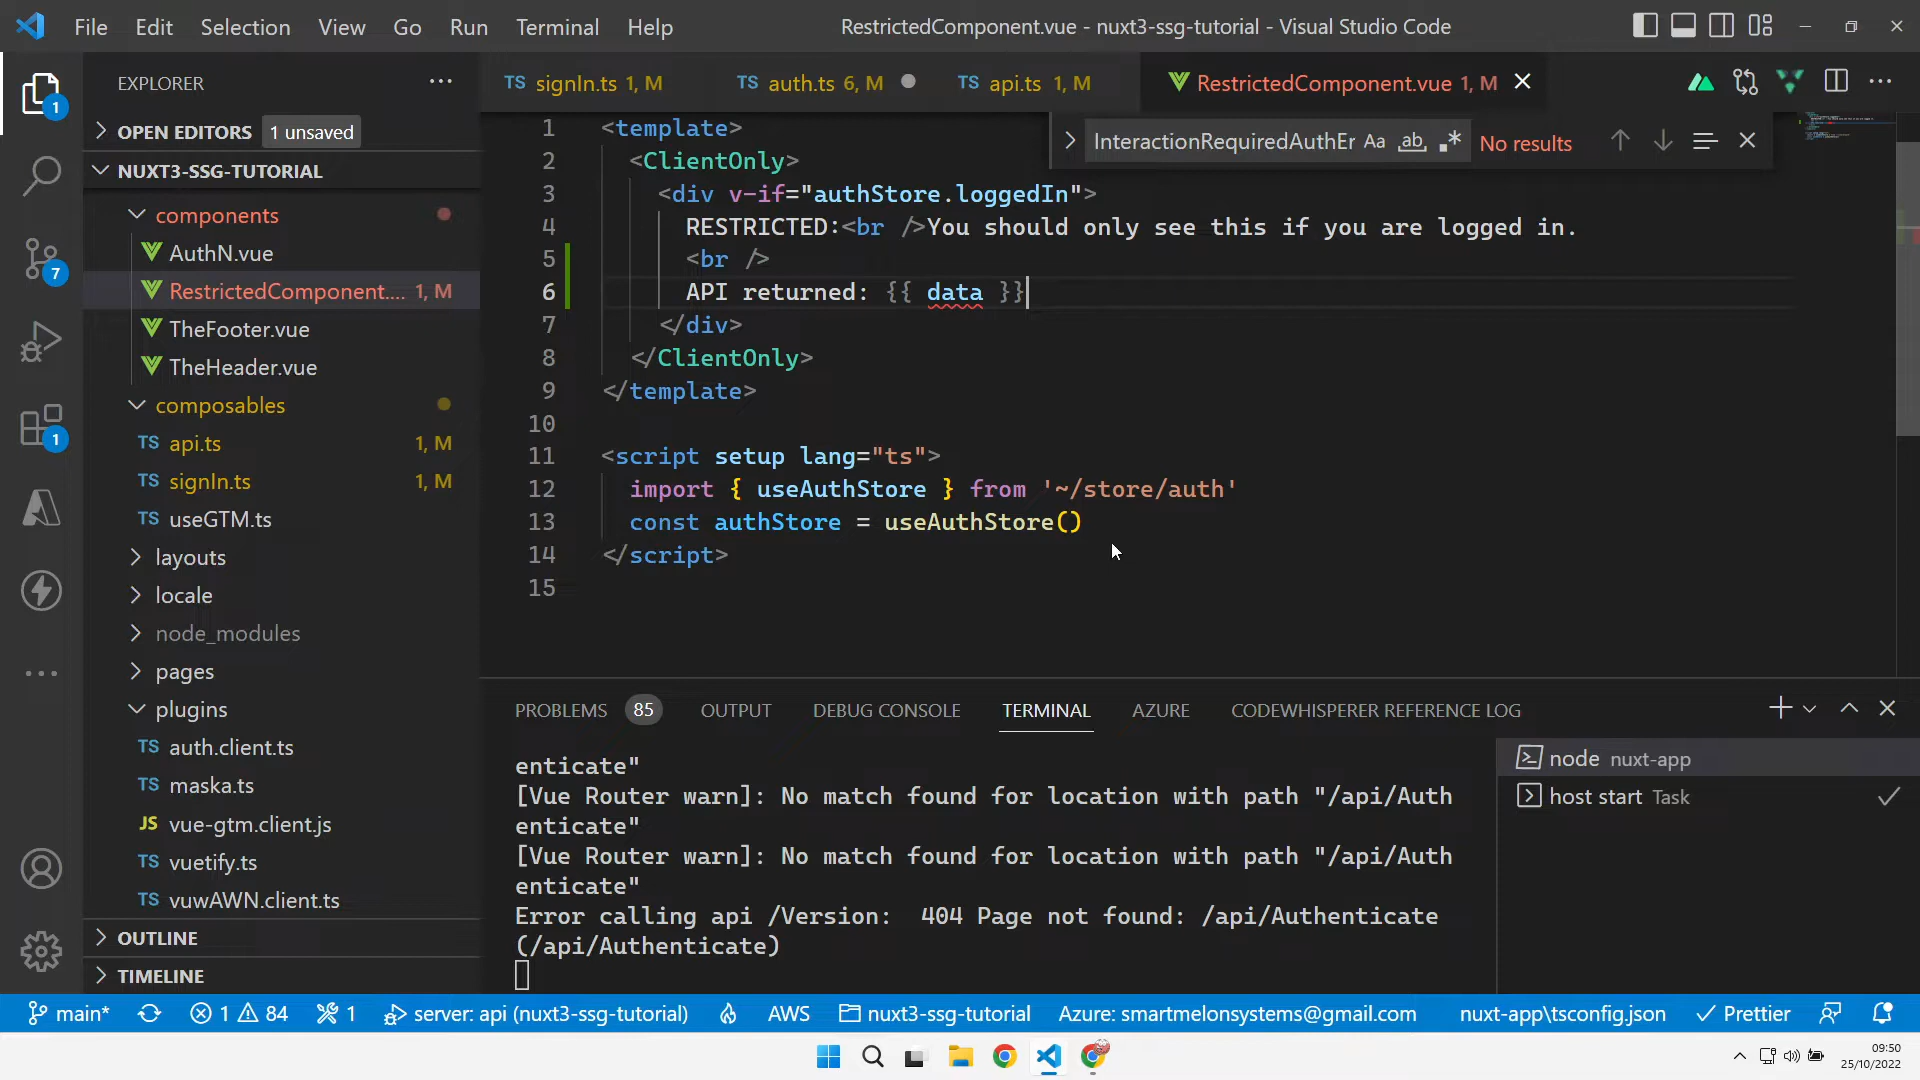 File Edit Selection View Go Run Terminal Help
RestrictedComponent.vue - nuxt3-ssg-tutorial - Visual Studio Code
EXPLORER
TS signIn.ts 1, M
TS auth.ts 6, M
TS api.ts 1, M
RestrictedComponent.vue 1, M
OPEN EDITORS 1 unsaved
NUXT3-SSG-TUTORIAL
components
AuthN.vue
RestrictedComponent.... 1, M
TheFooter.vue
TheHeader.vue
composables
TS api.ts 1, M
TS signIn.ts 1, M
TS useGTM.ts
layouts
locale
node_modules
pages
plugins
TS auth.client.ts
TS maska.ts
JS vue-gtm.client.js
TS vuetify.ts
TS vuwAWN.client.ts
OUTLINE
TIMELINE
1
7
1
InteractionRequiredAuthEr Aa ab .* No results
1 <template>
2 <ClientOnly>
3 <div v-if="authStore.loggedIn">
4 RESTRICTED:<br />You should only see this if you are logged in.
5 <br />
6 API returned: {{ data }}
7 </div>
8 </ClientOnly>
9 </template>
10
11 <script setup lang="ts">
12 import { useAuthStore } from '~/store/auth'
13 const authStore = useAuthStore()
14 </script>
15
PROBLEMS 85 OUTPUT DEBUG CONSOLE TERMINAL AZURE CODEWHISPERER REFERENCE LOG
enticate"
[Vue Router warn]: No match found for location with path "/api/Auth
enticate"
[Vue Router warn]: No match found for location with path "/api/Auth
enticate"
Error calling api /Version:  404 Page not found: /api/Authenticate
(/api/Authenticate)
node nuxt-app
host start Task
main* 1 84 1 server: api (nuxt3-ssg-tutorial) AWS nuxt3-ssg-tutorial Azure: smartmelonsystems@gmail.com nuxt-app\tsconfig.json Prettier
09:50
25/10/2022